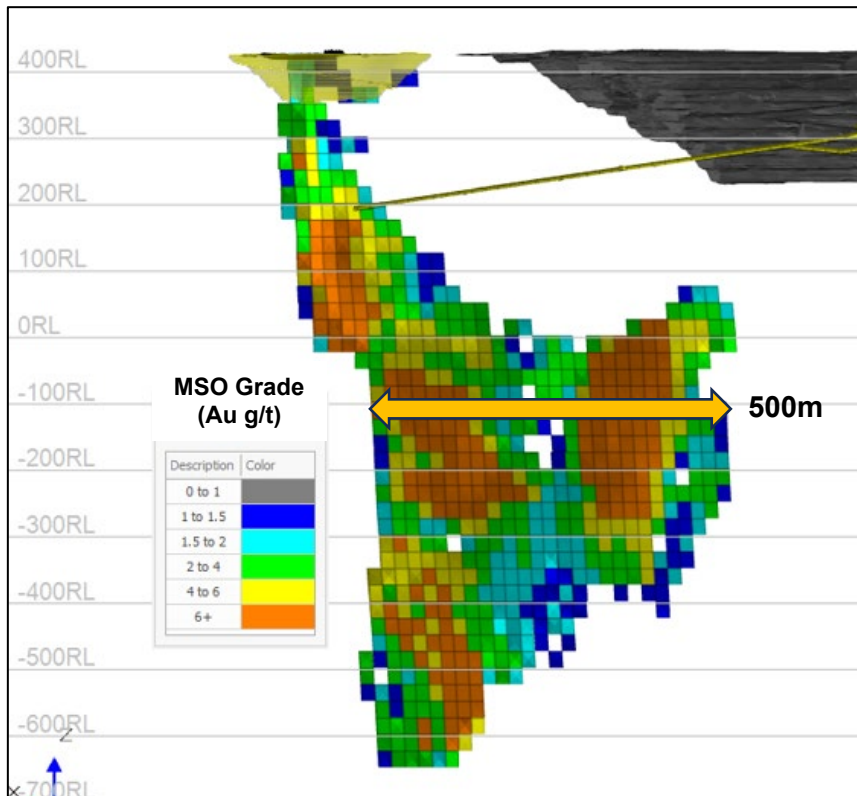 400RL
300RL
200RL
100RL
0RL
-100RL
MSO Grade
(Au g/t)
500m
Description Color
0 to 1
1 to 1.5
1.5 to 2
2 to 4
4 to 6
6+
-200RL
-300RL
-400RL
-500RL
-600RL
Z
X
-700RL